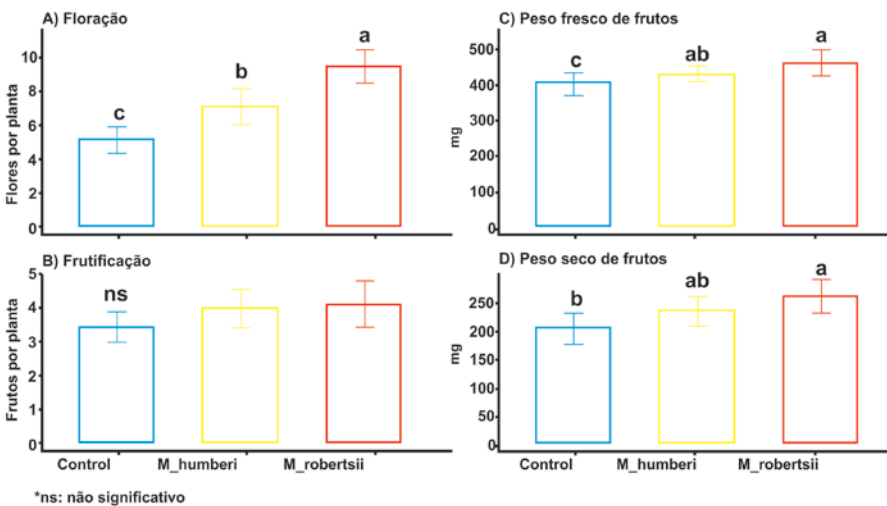 A) Floração
Flores por planta
10
8
6
4
2
0
c
b
a
B) Frutificação
Frutos por planta
5
4
3
2
1
0
ns
Control
M_humberi
M_robertsii
C) Peso fresco de frutos
mg
500
400
300
200
100
0
c
ab
a
D) Peso seco de frutos
mg
250
200
150
100
50
0
b
ab
a
Control
M_humberi
M_robertsii
*ns: não significativo